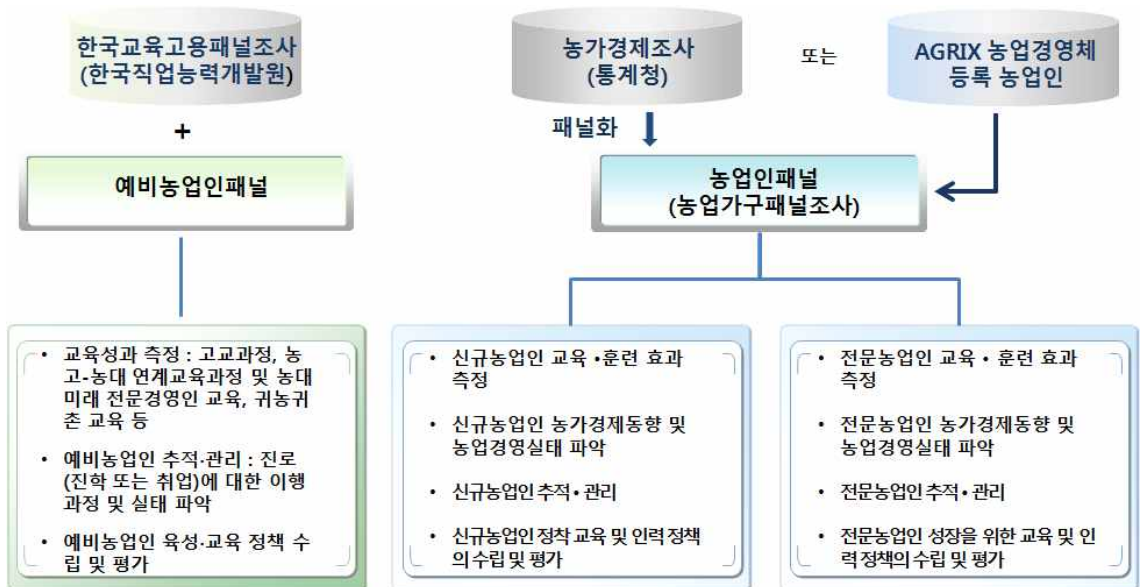 한국교육고용패널조사
(한국직업능력개발원)
+
예비농업인패널
농가경제조사
(통계청)
또는
AGRIX 농업경영체
등록 농업인
패널화
농업인패널
(농업가구패널조사)
• 교육성과 측정 : 고교과정, 농
고-농대 연계교육과정 및 농대
미래 전문경영인 교육, 귀농귀
촌 교육 등
• 예비농업인 추적·관리 : 진로
(진학 또는 취업)에 대한 이행
과정 및 실태 파악
• 예비농업인 육성·교육 정책 수
립 및 평가
• 신규농업인 교육 •훈련 효과
측정
• 신규농업인 농가경제동향 및
농업경영실태 파악
• 신규농업인 추적 • 관리
• 신규농업인 정착 교육 및 인력 정책
의 수립 및 평가
• 전문농업인 교육 • 훈련 효과
측정
• 전문농업인 농가경제동향 및
농업경영실태 파악
• 전문농업인 추적 • 관리
• 전문농업인 성장을 위한 교육 및 인
력 정책의 수립 및 평가